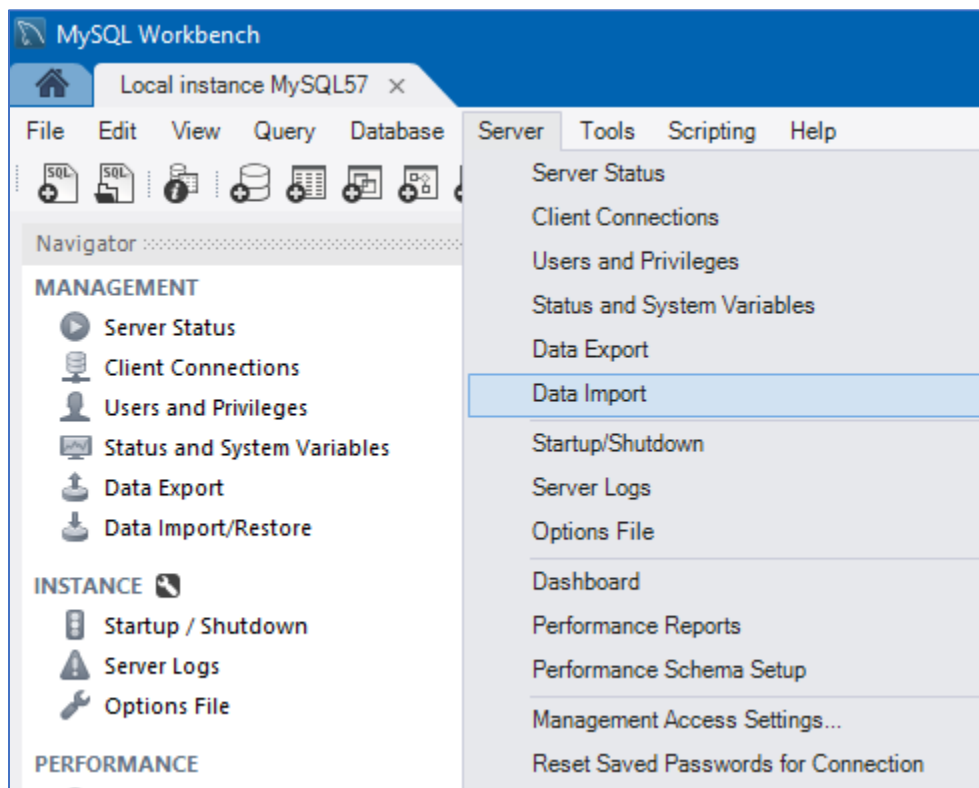 MySQL Workbench
Local instance MySQL57 ×
File Edit View Query Database Server Tools Scripting Help
SQL SQL
Navigator
MANAGEMENT
Server Status
Client Connections
Users and Privileges
Status and System Variables
Data Export
Data Import/Restore
INSTANCE
Startup / Shutdown
Server Logs
Options File
PERFORMANCE
Server Status
Client Connections
Users and Privileges
Status and System Variables
Data Export
Data Import
Startup/Shutdown
Server Logs
Options File
Dashboard
Performance Reports
Performance Schema Setup
Management Access Settings...
Reset Saved Passwords for Connection